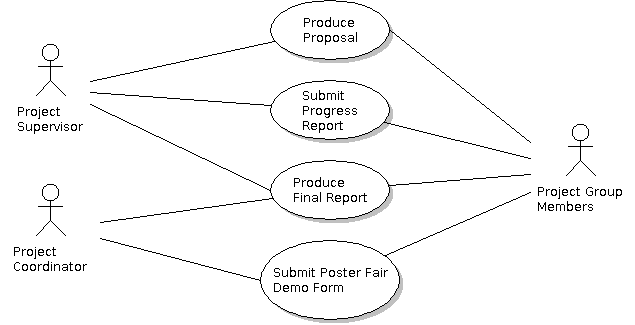 Produce
Proposal
Project
Supervisor
Submit
Progress
Report
Project Group
Members
Produce
Final Report
Project
Coordinator
Submit Poster Fair
Demo Form